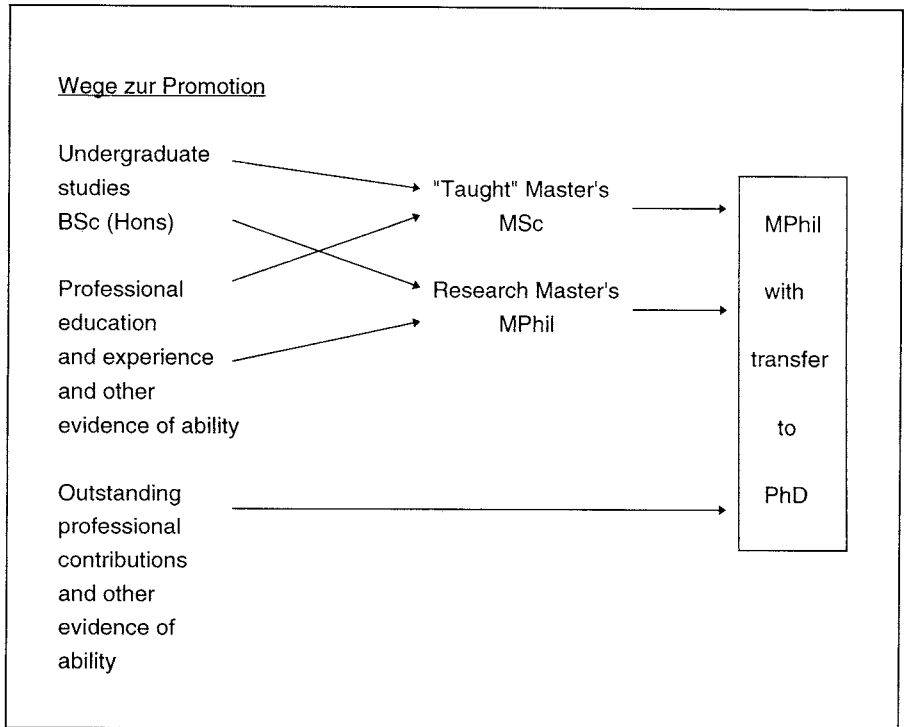 Wege zur Promotion
Undergraduate
studies
BSc (Hons)
Professional
education
and experience
and other
evidence of ability
Outstanding
professional
contributions
and other
evidence of
ability
"Taught" Master's
MSc
Research Master's
MPhil
MPhil
with
transfer
to
PhD